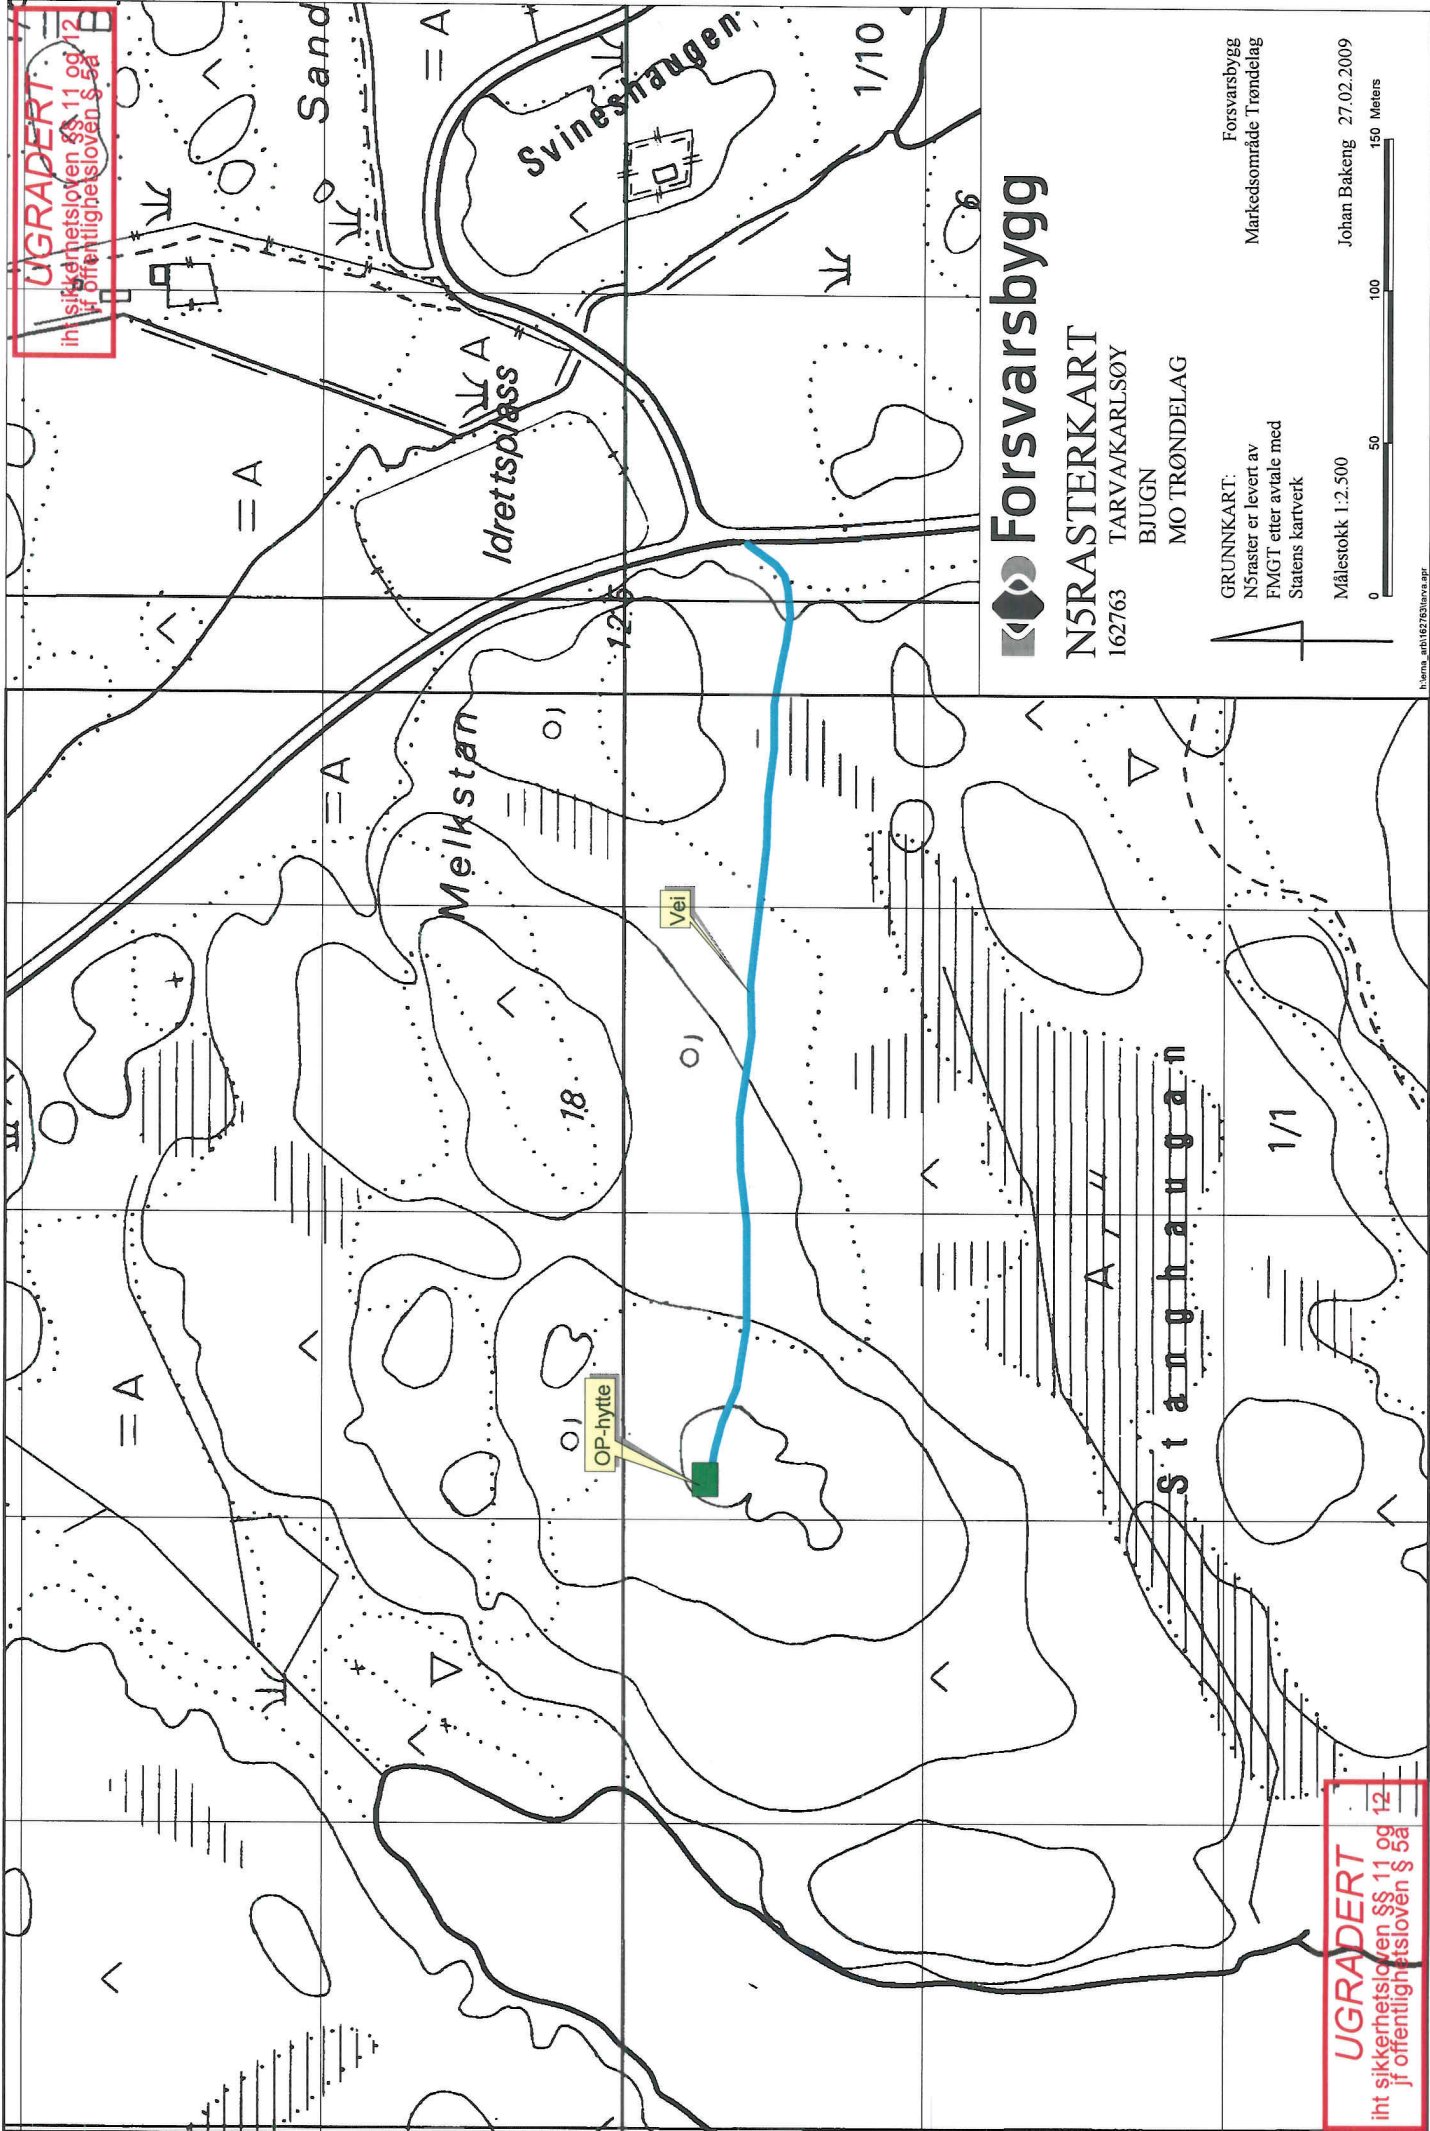 UGRADERT
iht sikkerhetsloven §§ 11 og 12
jf offentlighetsloven § 5a
Sand
= A
= A
Svineshaugen
1/10
A
Idrettsplass
12.5
= A
Melkstan
Vei
18
= A
OP-hytte
A
Stanghaugan
1/1
6
Forsvarsbygg
N5RASTERKART
162763 TARVA/KARLSØY
BJUGN
MO TRØNDELAG
GRUNNKART:
N5raster er levert av
FMGT etter avtale med
Statens kartverk
Målestokk 1:2.500
Forsvarsbygg
Markedsområde Trøndelag
Johan Bakeng 27.02.2009
0 50 100 150 Meters
UGRADERT
iht sikkerhetsloven §§ 11 og 12
jf offentlighetsloven § 5a